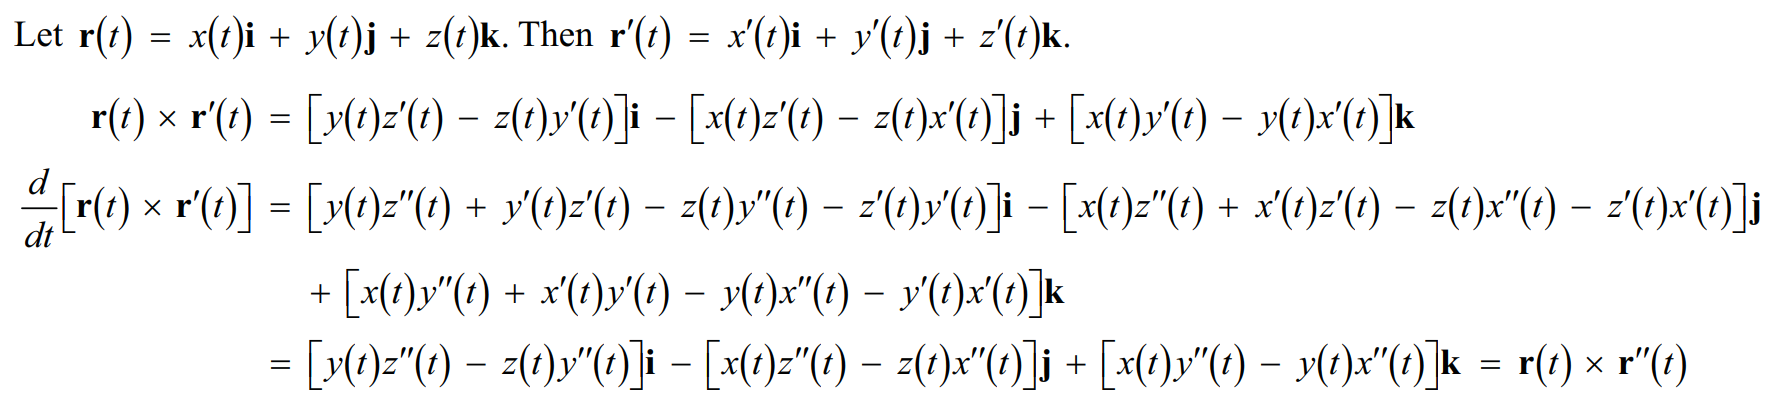 Let r(t) = x(t)i + y(t)j + z(t)k. Then r′(t) = x′(t)i + y′(t)j + z′(t)k.
r(t) × r′(t) = [y(t)z′(t) − z(t)y′(t)]i − [x(t)z′(t) − z(t)x′(t)]j + [x(t)y′(t) − y(t)x′(t)]k
d/dt[r(t) × r′(t)] = [y(t)z″(t) + y′(t)z′(t) − z(t)y″(t) − z′(t)y′(t)]i − [x(t)z″(t) + x′(t)z′(t) − z(t)x″(t) − z′(t)x′(t)]j
+ [x(t)y″(t) + x′(t)y′(t) − y(t)x″(t) − y′(t)x′(t)]k
= [y(t)z″(t) − z(t)y″(t)]i − [x(t)z″(t) − z(t)x″(t)]j + [x(t)y″(t) − y(t)x″(t)]k = r(t) × r″(t)